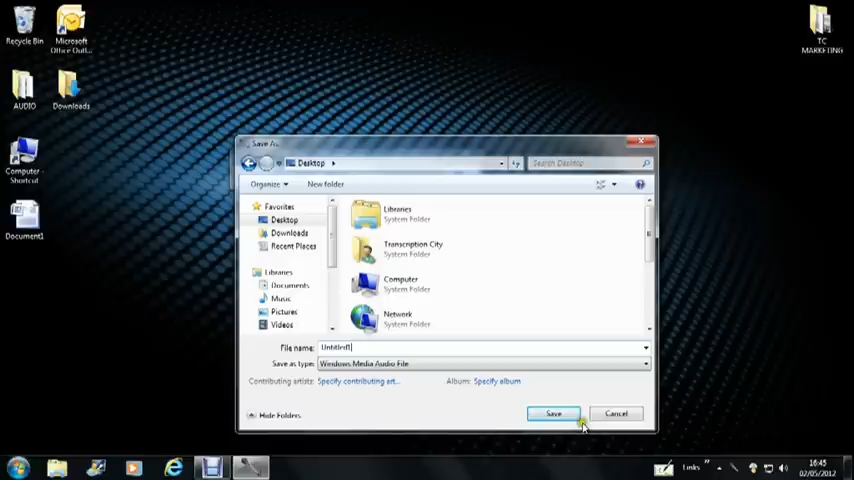 Recycle Bin
Microsoft
Office Outl...
TC
MARKETING
AUDIO
Downloads
Computer -
Shortcut
Document1
Save As
Desktop
Search Desktop
Organize
New folder
Favorites
Desktop
Downloads
Recent Places
Libraries
Documents
Music
Pictures
Videos
Libraries
System Folder
Transcription City
System Folder
Computer
System Folder
Network
System Folder
File name: Untitled1
Save as type: Windows Media Audio File
Contributing artists: Specify contributing art... Album: Specify album
Hide Folders
Save
Cancel
Links
16:45
02/05/2012